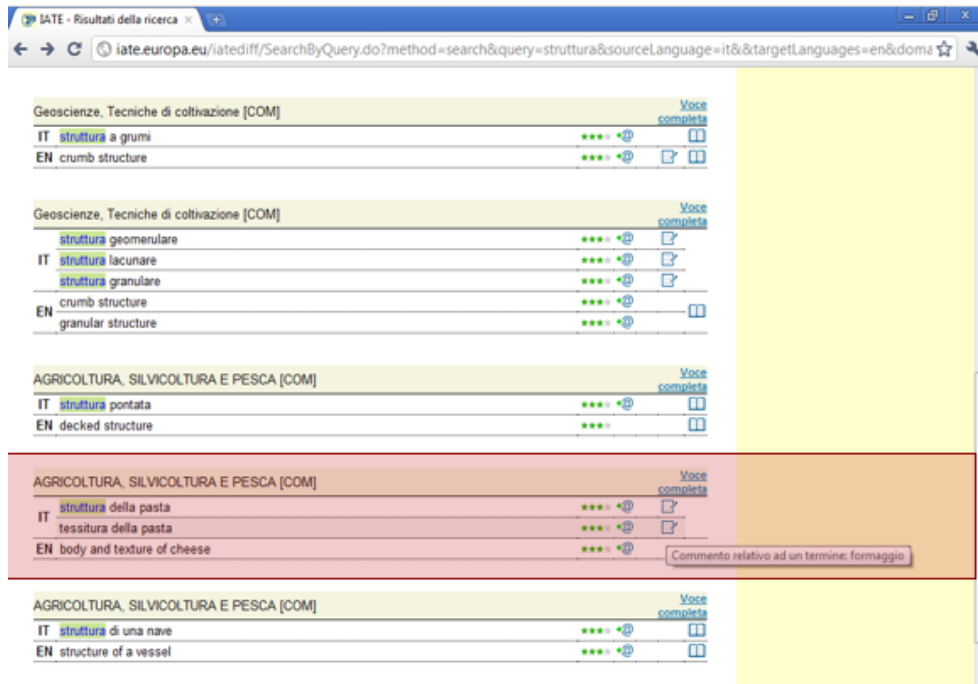 IATE - Risultati della ricerca
iate.europa.eu/iatediff/SearchByQuery.do?method=search&query=struttura&sourceLanguage=it&&targetLanguages=en&doma
Geoscienze, Tecniche di coltivazione [COM] Voce completa
IT struttura a grumi
EN crumb structure
Geoscienze, Tecniche di coltivazione [COM] Voce completa
struttura geomerulare
IT struttura lacunare
struttura granulare
EN crumb structure
granular structure
AGRICOLTURA, SILVICOLTURA E PESCA [COM] Voce completa
IT struttura pontata
EN decked structure
AGRICOLTURA, SILVICOLTURA E PESCA [COM] Voce completa
IT struttura della pasta
tessitura della pasta
EN body and texture of cheese
Commento relativo ad un termine: formaggio
AGRICOLTURA, SILVICOLTURA E PESCA [COM] Voce completa
IT struttura di una nave
EN structure of a vessel